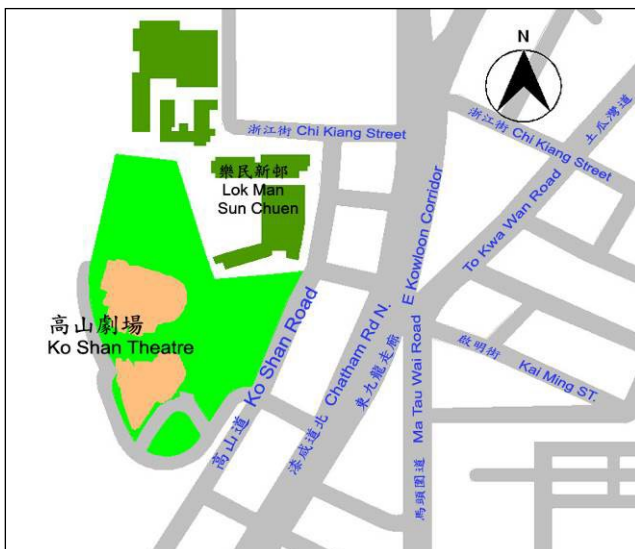 N
浙江街 Chi Kiang Street
浙江街 Chi Kiang Street
土瓜灣道
To Kwa Wan Road
樂民新邨
Lok Man
Sun Chuen
E Kowloon Corridor
東九龍走廊
高山劇場
Ko Shan Theatre
高山道 Ko Shan Road
漆咸道北 Chatham Rd N.
馬頭圍道 Ma Tau Wai Road
啟明街 Kai Ming ST.